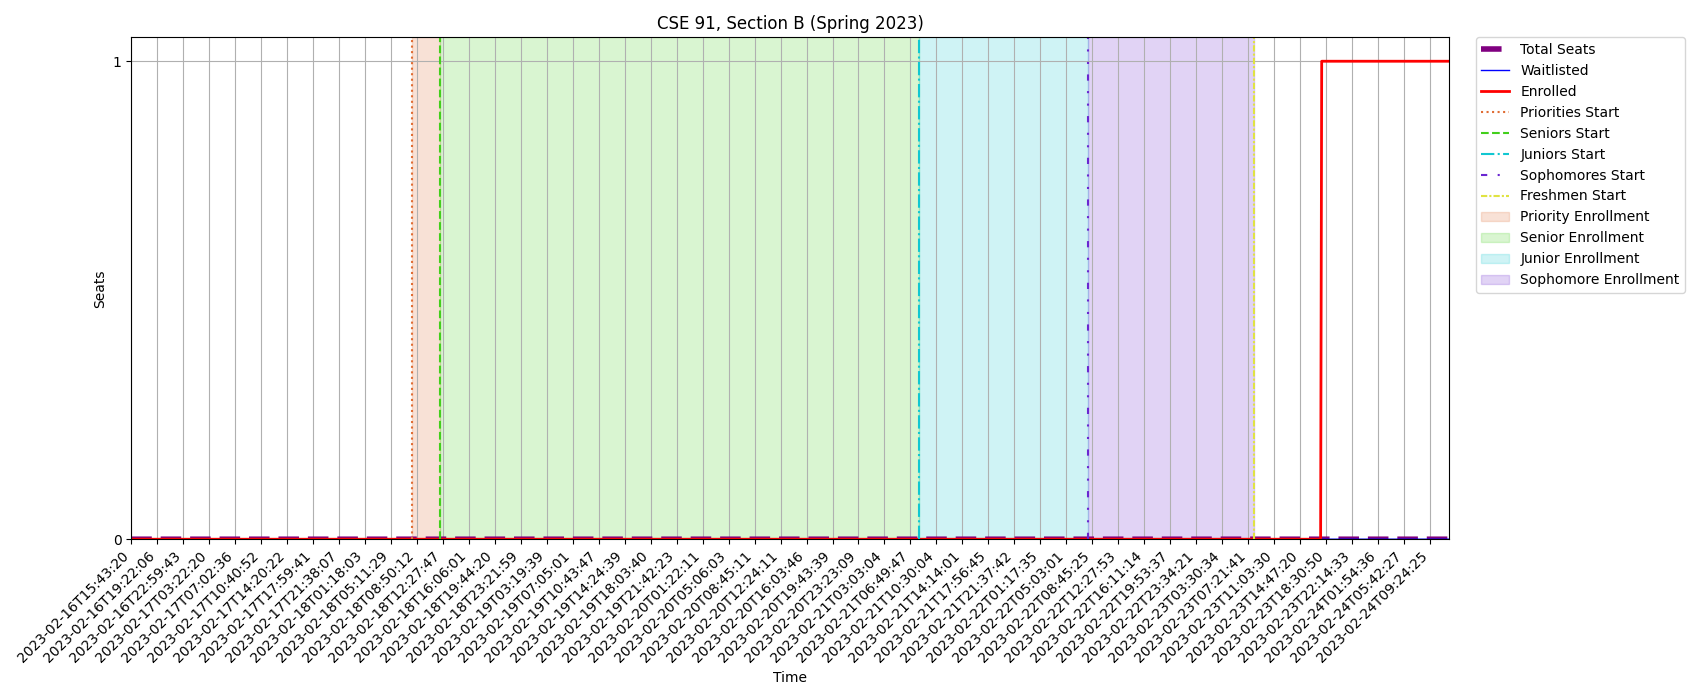 CSE 91, Section B (Spring 2023)
1
0
Seats
2023-02-16T15:43:20
2023-02-16T19:22:06
2023-02-16T22:59:43
2023-02-17T03:22:20
2023-02-17T07:02:36
2023-02-17T10:40:52
2023-02-17T14:20:22
2023-02-17T17:59:41
2023-02-17T21:38:07
2023-02-18T01:18:03
2023-02-18T05:11:29
2023-02-18T08:50:12
2023-02-18T12:27:47
2023-02-18T16:06:01
2023-02-18T19:44:20
2023-02-18T23:21:59
2023-02-19T03:19:39
2023-02-19T07:05:01
2023-02-19T10:43:47
2023-02-19T14:24:39
2023-02-19T18:03:40
2023-02-19T21:42:23
2023-02-20T01:22:11
2023-02-20T05:06:03
2023-02-20T08:45:11
2023-02-20T12:24:11
2023-02-20T16:03:46
2023-02-20T19:43:39
2023-02-20T23:23:09
2023-02-21T03:03:04
2023-02-21T06:49:47
2023-02-21T10:30:04
2023-02-21T14:14:01
2023-02-21T17:56:45
2023-02-21T21:37:42
2023-02-22T01:17:35
2023-02-22T05:03:01
2023-02-22T08:45:25
2023-02-22T12:27:53
2023-02-22T16:11:14
2023-02-22T19:53:37
2023-02-22T23:34:21
2023-02-23T03:30:34
2023-02-23T07:21:41
2023-02-23T11:03:30
2023-02-23T14:47:20
2023-02-23T18:30:50
2023-02-23T22:14:33
2023-02-24T01:54:36
2023-02-24T05:42:27
2023-02-24T09:24:25
Time
Total Seats
Waitlisted
Enrolled
Priorities Start
Seniors Start
Juniors Start
Sophomores Start
Freshmen Start
Priority Enrollment
Senior Enrollment
Junior Enrollment
Sophomore Enrollment